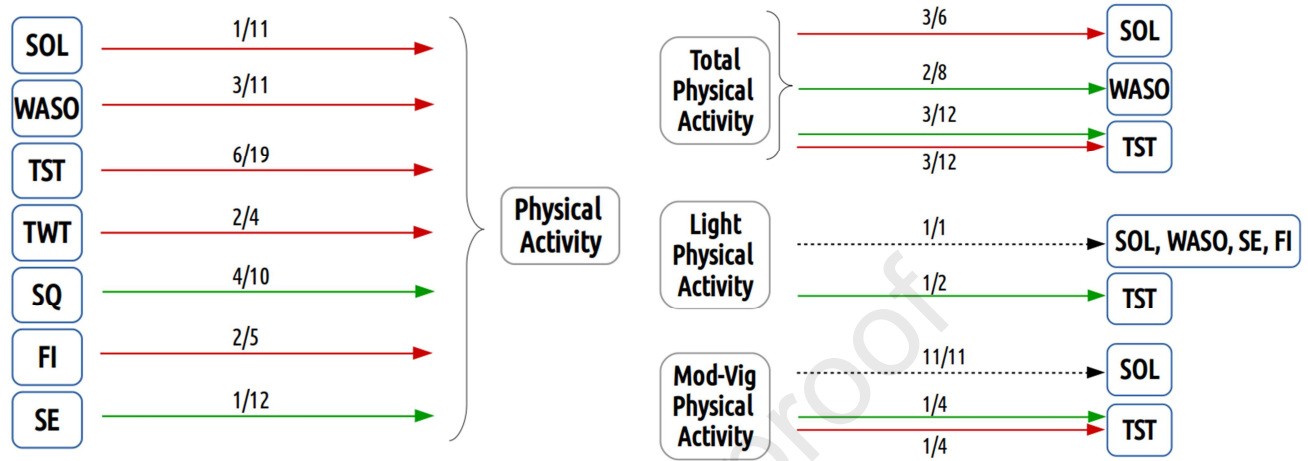 SOL
1/11
WASO
3/11
TST
6/19
TWT
2/4
SQ
4/10
FI
2/5
SE
1/12
Physical
Activity
Total
Physical
Activity
3/6
SOL
2/8
WASO
3/12
3/12
TST
Light
Physical
Activity
1/1
SOL, WASO, SE, FI
1/2
TST
Mod-Vig
Physical
Activity
11/11
SOL
1/4
1/4
TST
proof